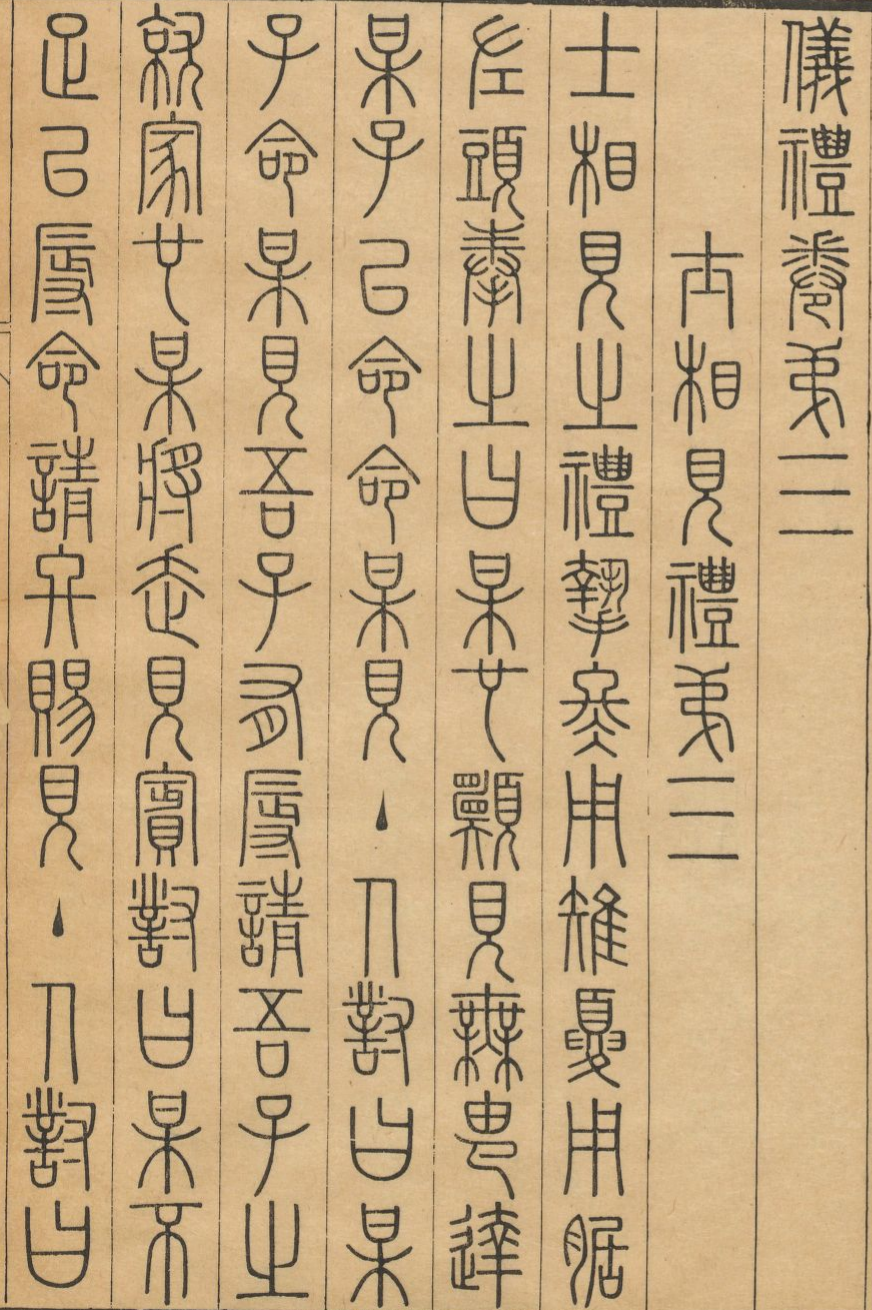 儀禮卷弟三
士相見禮弟三
士相見之禮摯冬用雉夏用腒
左頭奉之曰某也願見無由達
某子以命命某見主人對曰某
子命某見吾子有辱請吾子之
就家也某將走見賓對曰某不
足以辱命請終賜見主人對曰